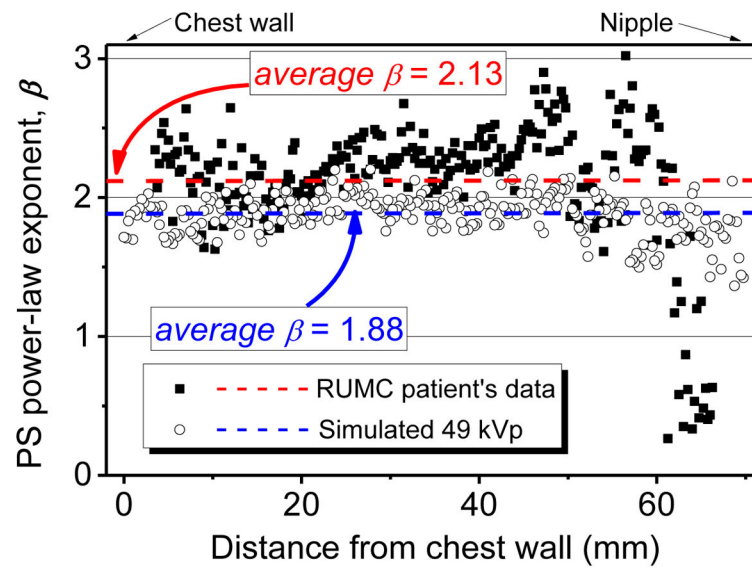 Chest wall
Nipple
3
average β = 2.13
2
average β = 1.88
1
RUMC patient's data
Simulated 49 kVp
0
0
20
40
60
PS power-law exponent, β
Distance from chest wall (mm)